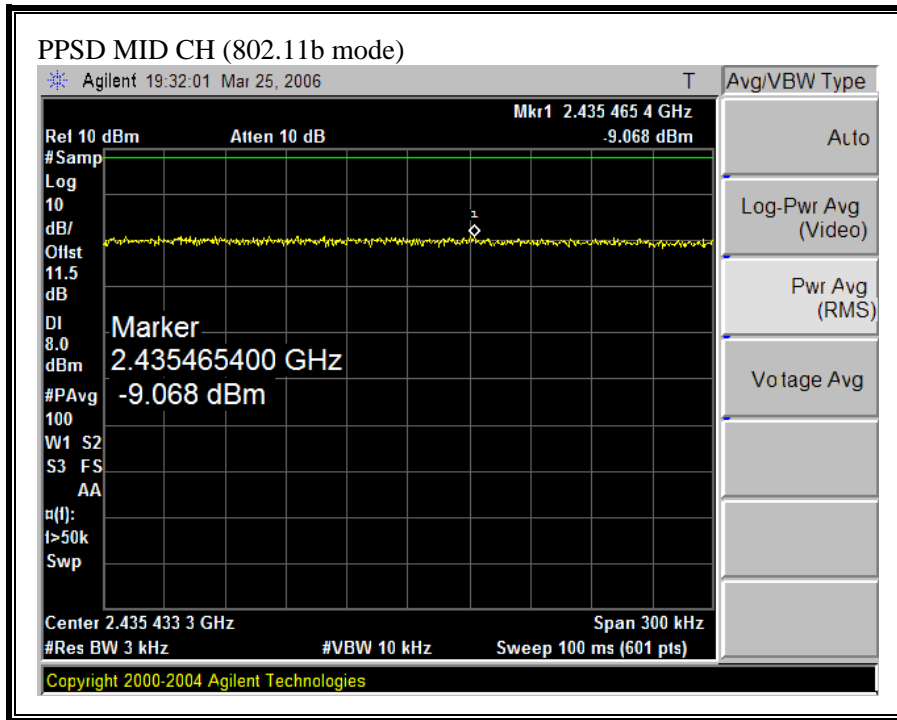 PPSD MID CH (802.11b mode)
Agilent 19:32:01 Mar 25, 2006 T
Avg/VBW Type
Mkr1 2.435 465 4 GHz
Ref 10 dBm Atten 10 dB -9.068 dBm
#Samp
Log
10
dB/
Offst
11.5
dB
DI
8.0
dBm
#PAvg
100
W1 S2
S3 FS
AA
¤(f):
f>50k
Swp
1
Marker
2.435465400 GHz
-9.068 dBm
Center 2.435 433 3 GHz Span 300 kHz
#Res BW 3 kHz #VBW 10 kHz Sweep 100 ms (601 pts)
Copyright 2000-2004 Agilent Technologies
Auto
Log-Pwr Avg
(Video)
Pwr Avg
(RMS)
Vo tage Avg